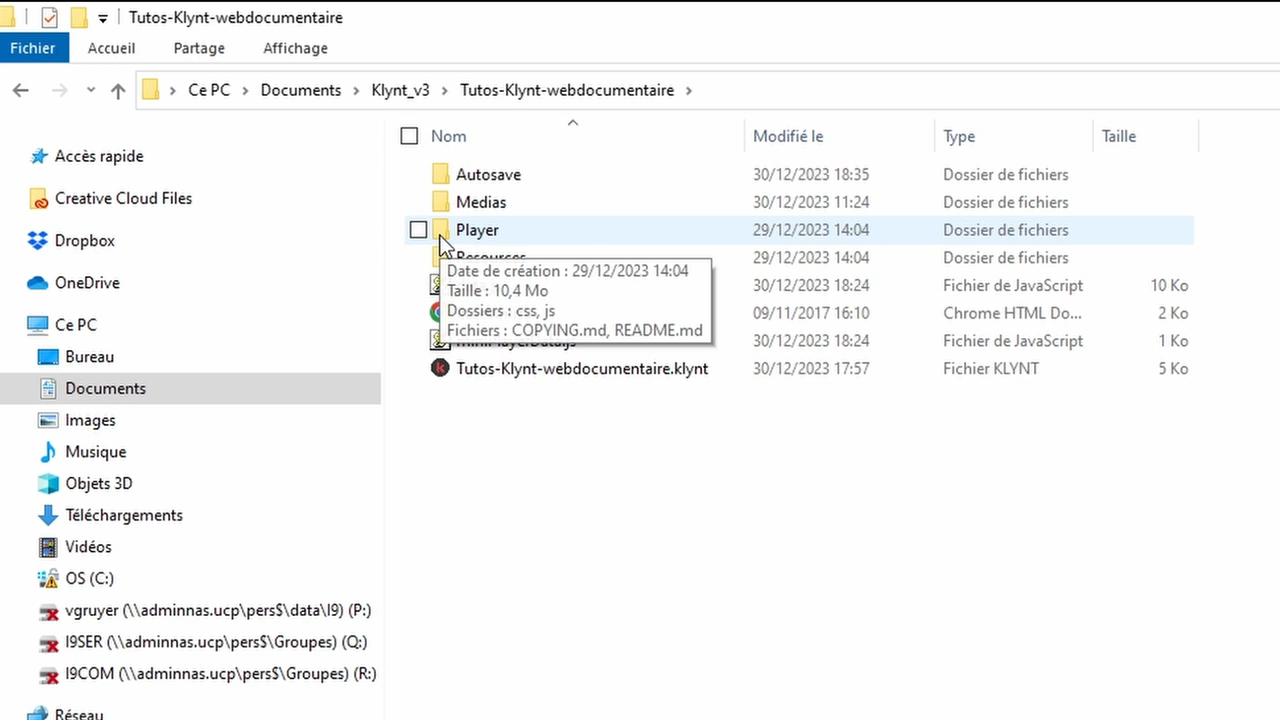 Tutos-Klynt-webdocumentaire
Fichier Accueil Partage Affichage
Ce PC Documents Klynt_v3 Tutos-Klynt-webdocumentaire
Nom Modifié le Type Taille
Accès rapide
Creative Cloud Files
Dropbox
OneDrive
Ce PC
Bureau
Documents
Images
Musique
Objets 3D
Téléchargements
Vidéos
OS (C:)
vgruyer (\\adminnas.ucp\pers$\data\I9) (P:)
I9SER (\\adminnas.ucp\pers$\Groupes) (Q:)
I9COM (\\adminnas.ucp\pers$\Groupes) (R:)
Réseau
Autosave 30/12/2023 18:35 Dossier de fichiers
Medias 30/12/2023 11:24 Dossier de fichiers
Player 29/12/2023 14:04 Dossier de fichiers
Resources 29/12/2023 14:04 Dossier de fichiers
30/12/2023 18:24 Fichier de JavaScript 10 Ko
09/11/2017 16:10 Chrome HTML Do... 2 Ko
miniPlayerData.js 30/12/2023 18:24 Fichier de JavaScript 1 Ko
Tutos-Klynt-webdocumentaire.klynt 30/12/2023 17:57 Fichier KLYNT 5 Ko
Date de création : 29/12/2023 14:04
Taille : 10,4 Mo
Dossiers : css, js
Fichiers : COPYING.md, README.md